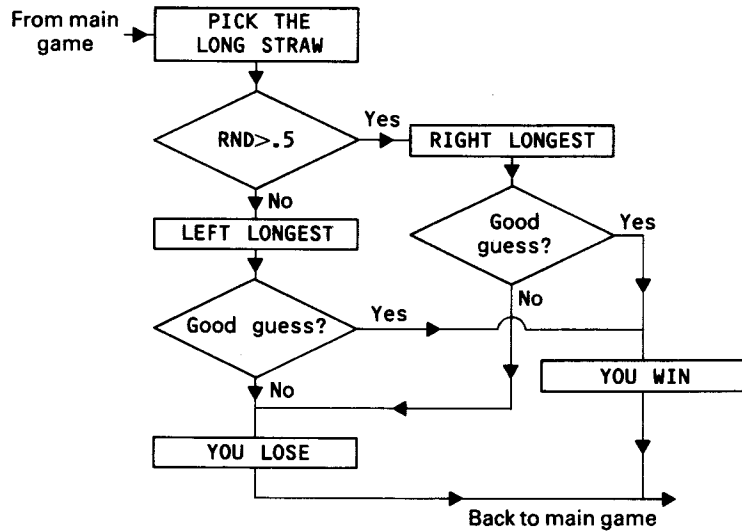 From main
game
PICK THE
LONG STRAW
RND>.5
Yes
RIGHT LONGEST
No
LEFT LONGEST
Good
guess?
Yes
No
Good guess?
Yes
No
YOU WIN
YOU LOSE
Back to main game